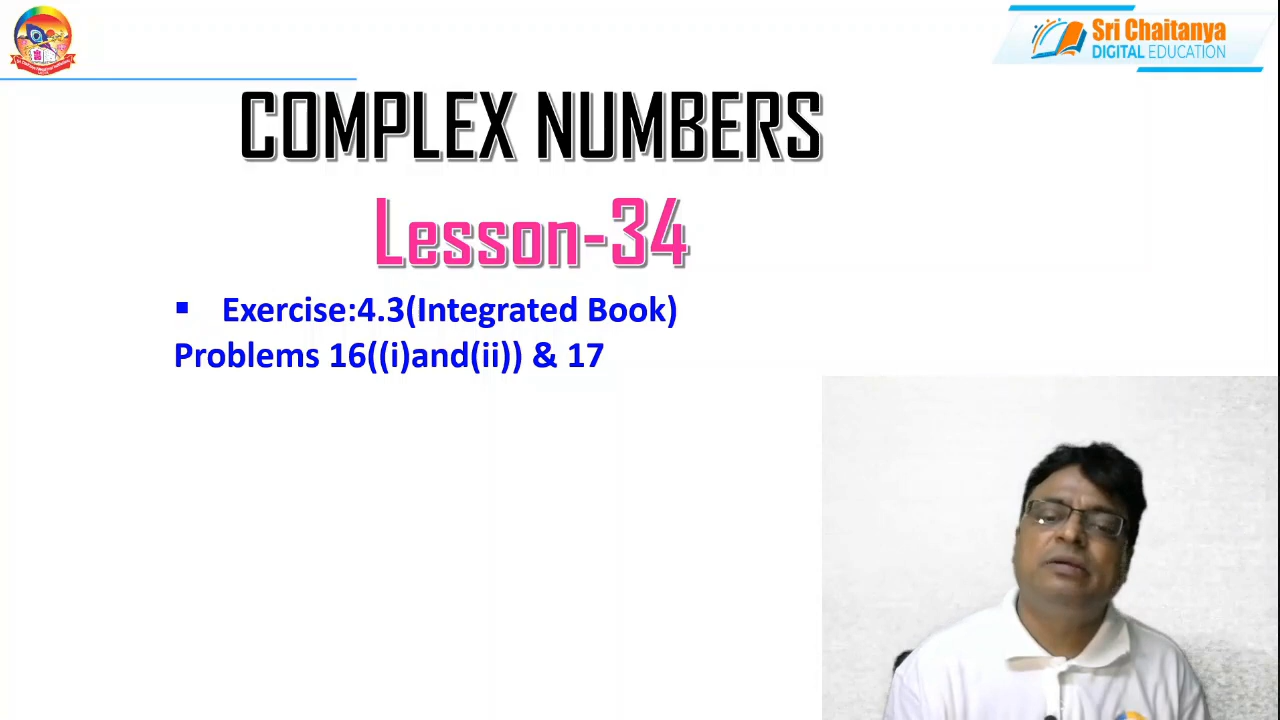 Sri Chaitanya
DIGITAL EDUCATION
COMPLEX NUMBERS
Lesson-34
▪ Exercise:4.3(Integrated Book)
Problems 16((i)and(ii)) & 17